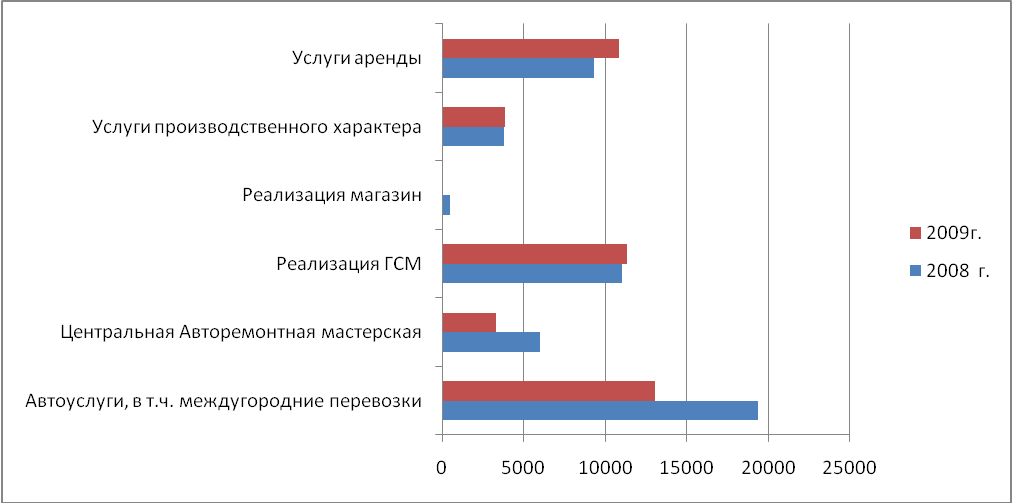 Услуги аренды
Услуги производственного характера
Реализация магазин
Реализация ГСМ
Центральная Авторемонтная мастерская
Автоуслуги, в т.ч. междугородние перевозки
0 5000 10000 15000 20000 25000
2009г.
2008 г.